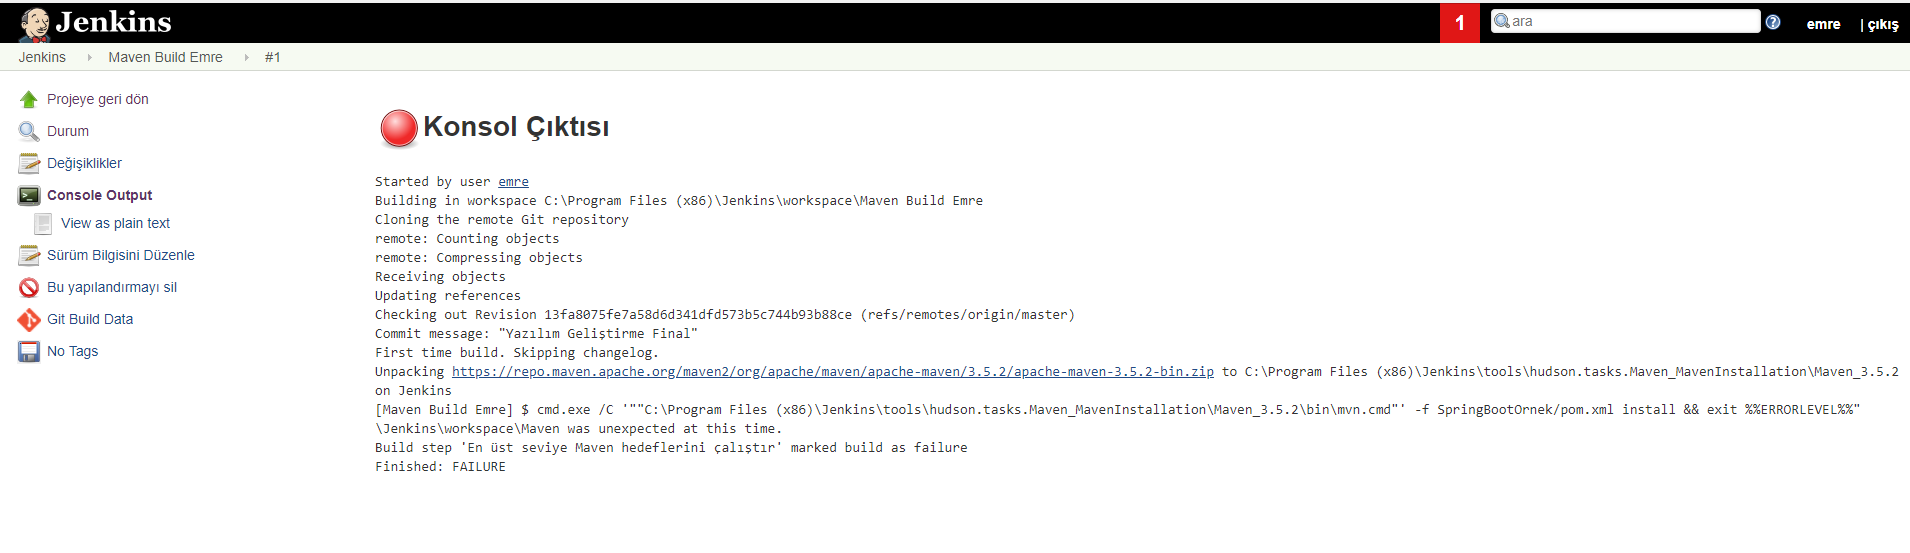 Jenkins
1
ara
emre
| çıkış
Jenkins
Maven Build Emre
#1
Projeye geri dön
Durum
Değişiklikler
Console Output
View as plain text
Sürüm Bilgisini Düzenle
Bu yapılandırmayı sil
Git Build Data
No Tags
Konsol Çıktısı
Started by user emre
Building in workspace C:\Program Files (x86)\Jenkins\workspace\Maven Build Emre
Cloning the remote Git repository
remote: Counting objects
remote: Compressing objects
Receiving objects
Updating references
Checking out Revision 13fa8075fe7a58d6d341dfd573b5c744b93b88ce (refs/remotes/origin/master)
Commit message: "Yazılım Geliştirme Final"
First time build. Skipping changelog.
Unpacking https://repo.maven.apache.org/maven2/org/apache/maven/apache-maven/3.5.2/apache-maven-3.5.2-bin.zip to C:\Program Files (x86)\Jenkins\tools\hudson.tasks.Maven_MavenInstallation\Maven_3.5.2
on Jenkins
[Maven Build Emre] $ cmd.exe /C '""C:\Program Files (x86)\Jenkins\tools\hudson.tasks.Maven_MavenInstallation\Maven_3.5.2\bin\mvn.cmd"' -f SpringBootOrnek/pom.xml install && exit %%ERRORLEVEL%%"
\Jenkins\workspace\Maven was unexpected at this time.
Build step 'En üst seviye Maven hedeflerini çalıştır' marked build as failure
Finished: FAILURE